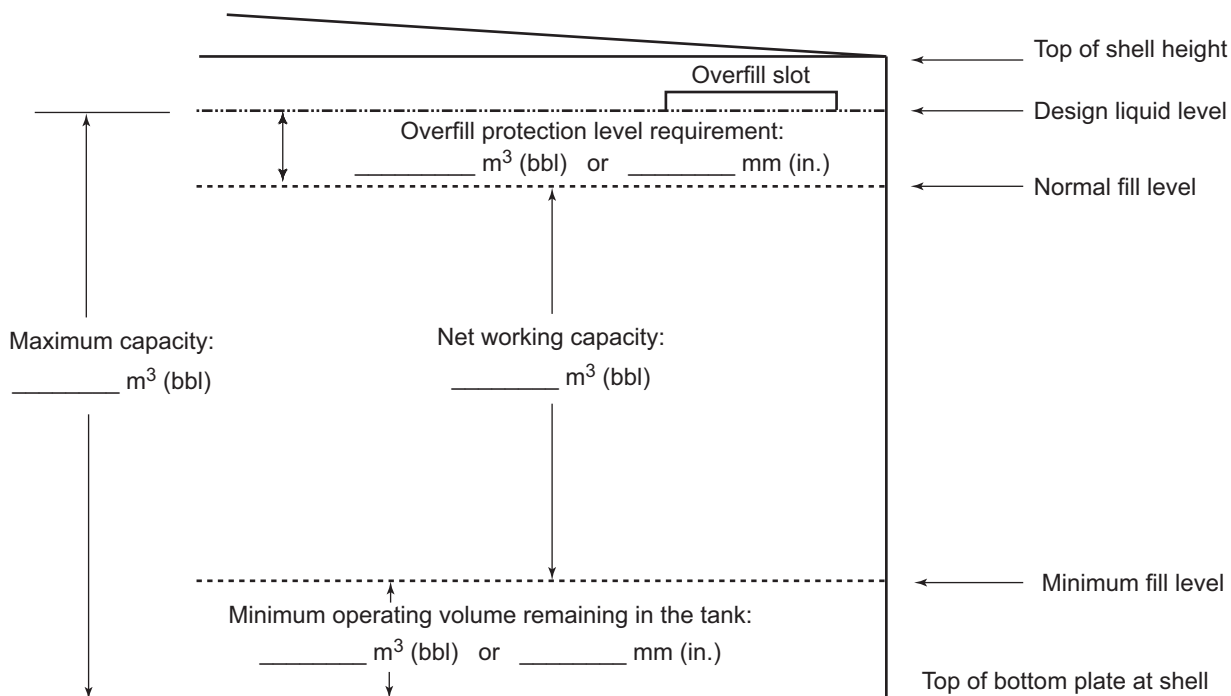 Top of shell height
Overfill slot
Design liquid level
Overfill protection level requirement:
_________ m³ (bbl) or ________ mm (in.)
Normal fill level
Maximum capacity:
________ m³ (bbl)
Net working capacity:
________ m³ (bbl)
Minimum fill level
Minimum operating volume remaining in the tank:
________ m³ (bbl) or ________ mm (in.)
Top of bottom plate at shell